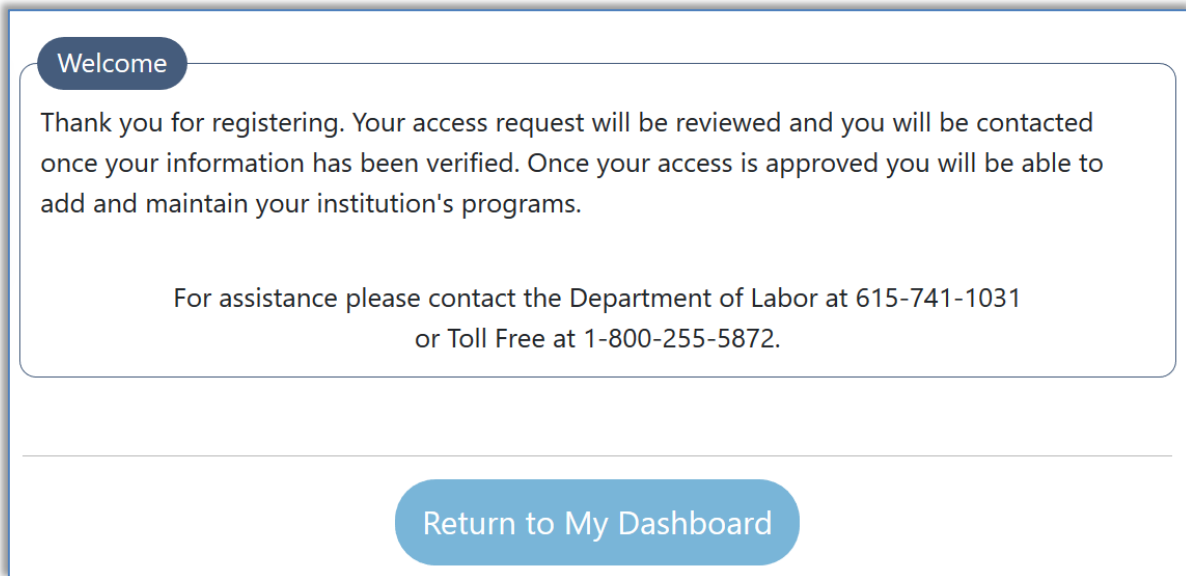 Welcome
Thank you for registering. Your access request will be reviewed and you will be contacted
once your information has been verified. Once your access is approved you will be able to
add and maintain your institution's programs.
For assistance please contact the Department of Labor at 615-741-1031
or Toll Free at 1-800-255-5872.
Return to My Dashboard